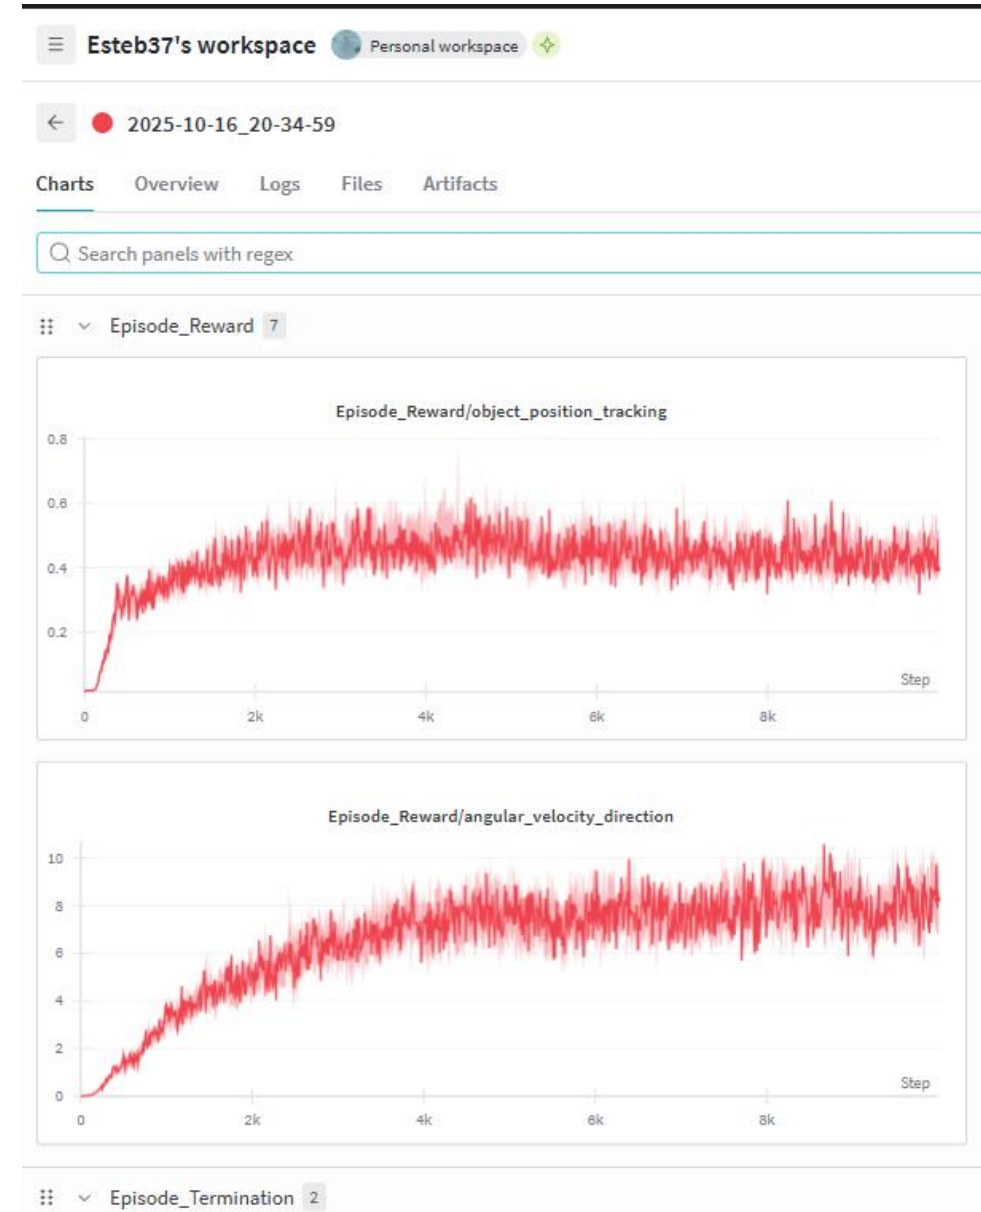 Esteb37's workspace Personal workspace
2025-10-16_20-34-59
Charts Overview Logs Files Artifacts
Search panels with regex
Episode_Reward 7
Episode_Reward/object_position_tracking
0.8
0.6
0.4
0.2
Step
0 2k 4k 6k 8k
Episode_Reward/angular_velocity_direction
10
8
6
4
2
0
Step
0 2k 4k 6k 8k
Episode_Termination 2